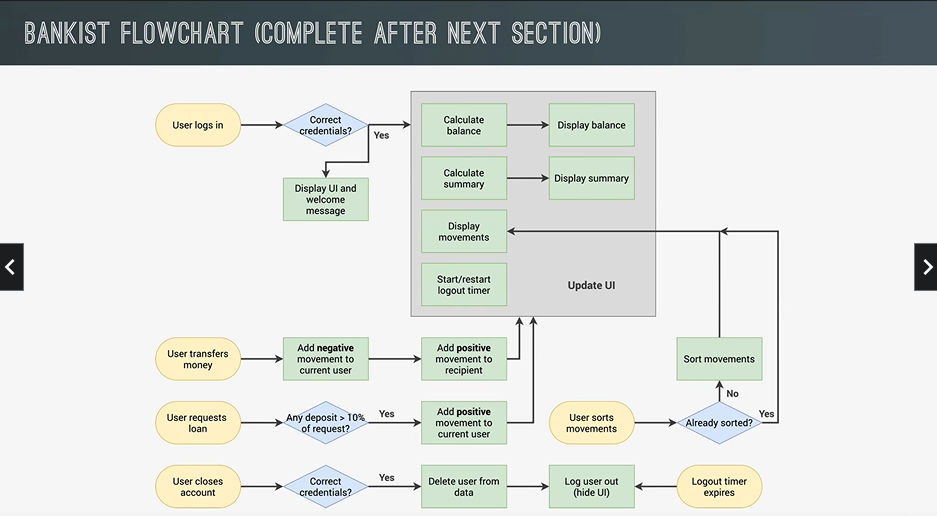 BANKIST FLOWCHART (COMPLETE AFTER NEXT SECTION)
User logs in
Correct
credentials?
Yes
Display UI and
welcome
message
Calculate
balance
Display balance
Calculate
summary
Display summary
Display
movements
Start/restart
logout timer
Update UI
User transfers
money
Add negative
movement to
current user
Add positive
movement to
recipient
Sort movements
No
User requests
loan
Any deposit > 10%
of request?
Yes
Add positive
movement to
current user
User sorts
movements
Already sorted?
Yes
User closes
account
Correct
credentials?
Yes
Delete user from
data
Log user out
(hide UI)
Logout timer
expires